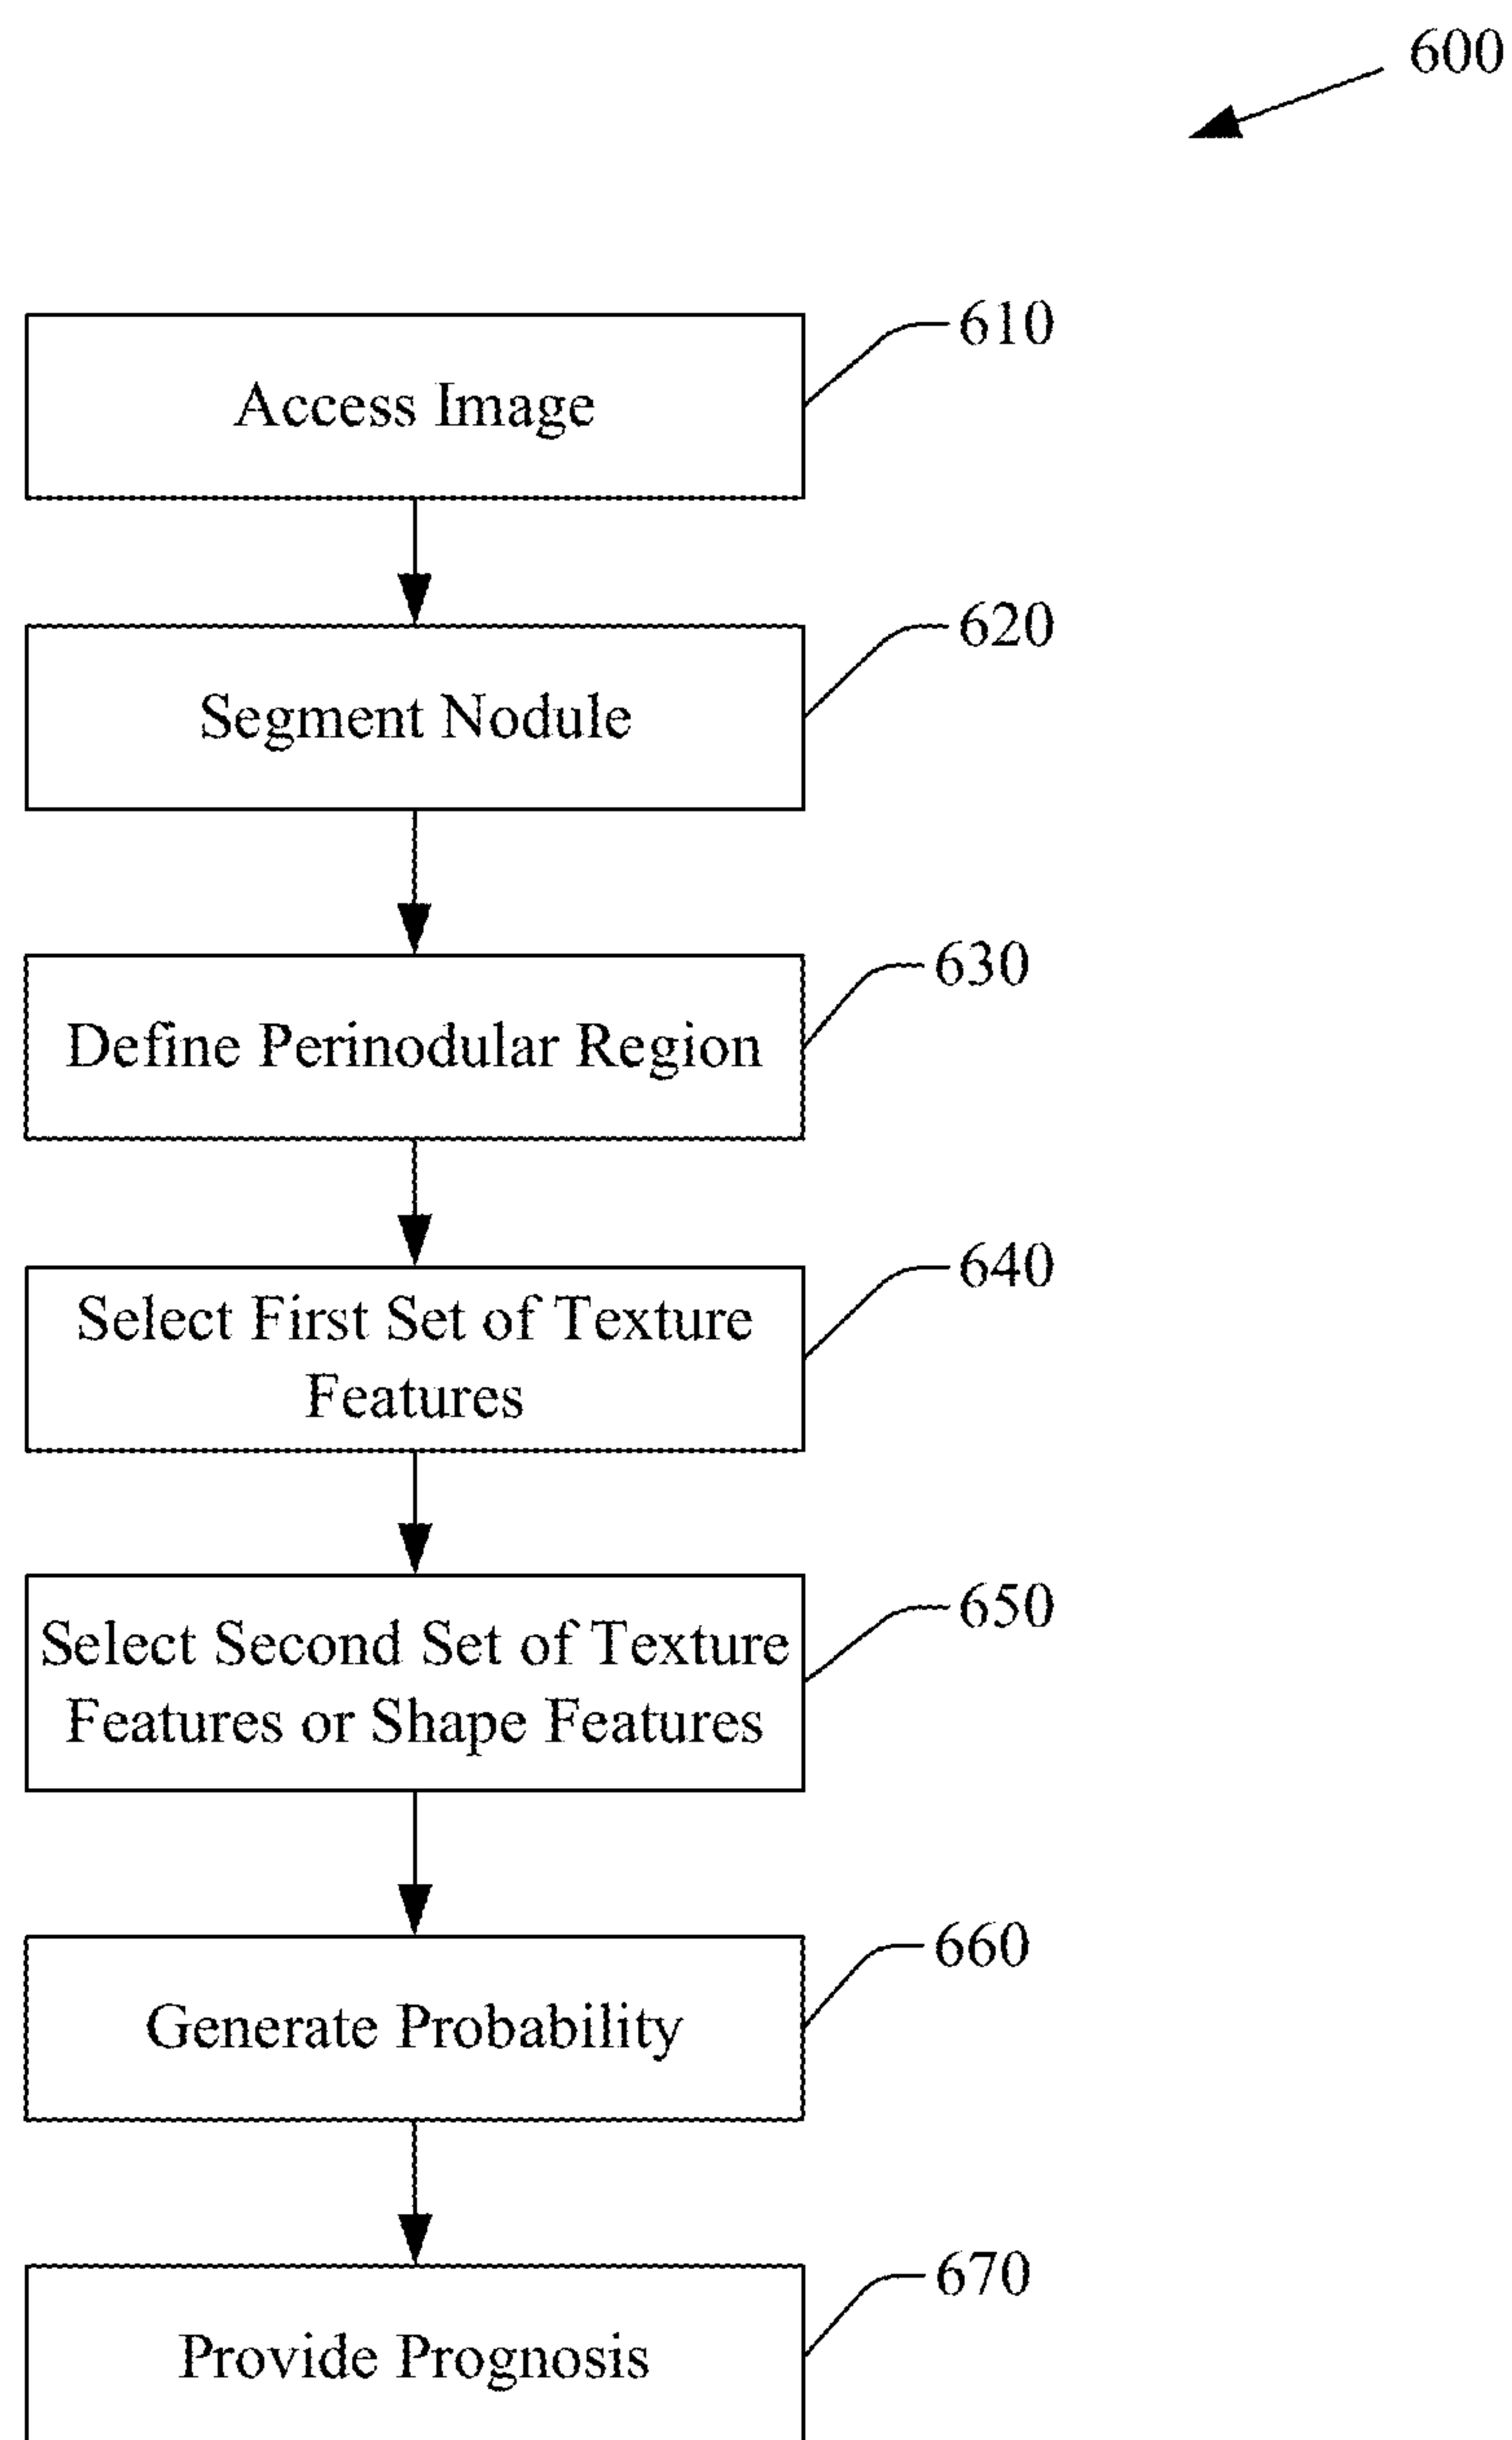 600
610
Access Image
620
Segment Nodule
630
Define Perinodular Region
640
Select First Set of Texture
Features
650
Select Second Set of Texture
Features or Shape Features
660
Generate Probability
670
Provide Prognosis